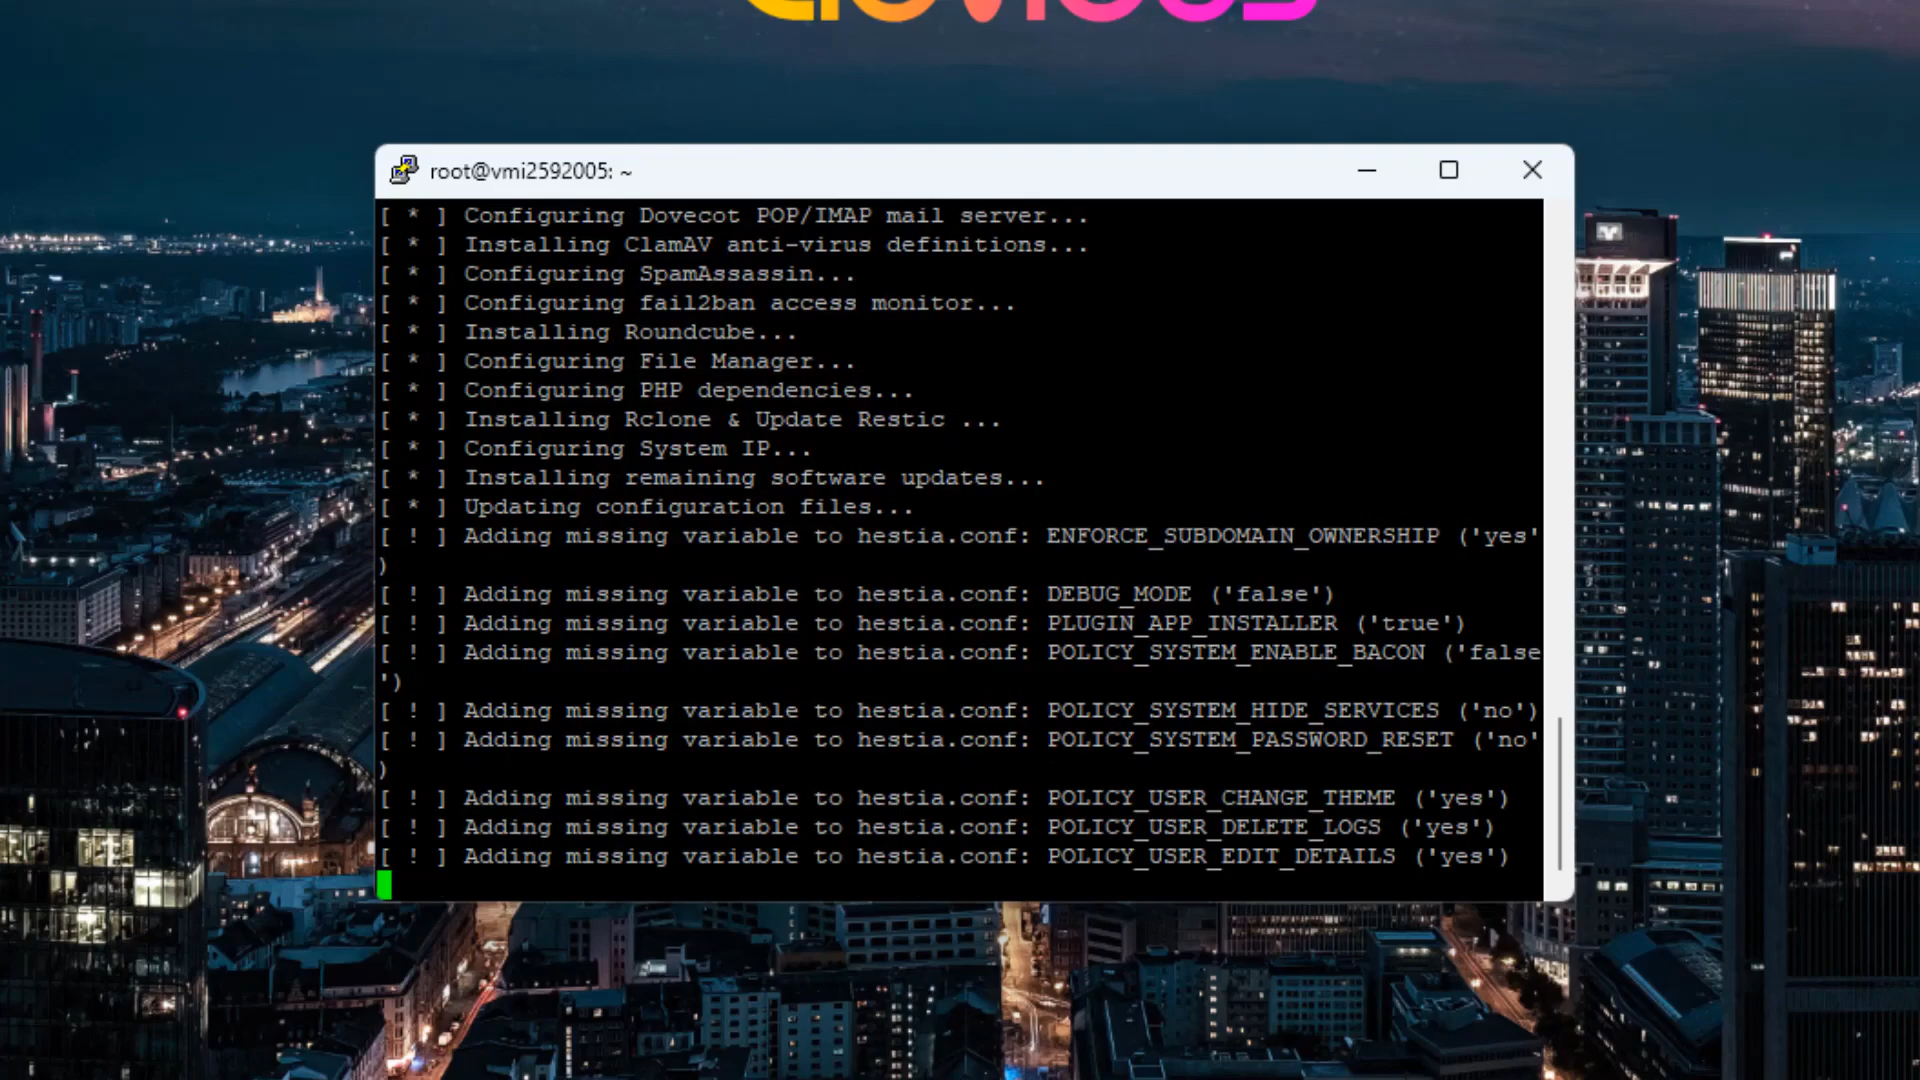 root@vmi2592005: ~
[ * ] Configuring Dovecot POP/IMAP mail server...
[ * ] Installing ClamAV anti-virus definitions...
[ * ] Configuring SpamAssassin...
[ * ] Configuring fail2ban access monitor...
[ * ] Installing Roundcube...
[ * ] Configuring File Manager...
[ * ] Configuring PHP dependencies...
[ * ] Installing Rclone & Update Restic ...
[ * ] Configuring System IP...
[ * ] Installing remaining software updates...
[ * ] Updating configuration files...
[ ! ] Adding missing variable to hestia.conf: ENFORCE_SUBDOMAIN_OWNERSHIP ('yes'
)
[ ! ] Adding missing variable to hestia.conf: DEBUG_MODE ('false')
[ ! ] Adding missing variable to hestia.conf: PLUGIN_APP_INSTALLER ('true')
[ ! ] Adding missing variable to hestia.conf: POLICY_SYSTEM_ENABLE_BACON ('false
')
[ ! ] Adding missing variable to hestia.conf: POLICY_SYSTEM_HIDE_SERVICES ('no')
[ ! ] Adding missing variable to hestia.conf: POLICY_SYSTEM_PASSWORD_RESET ('no'
)
[ ! ] Adding missing variable to hestia.conf: POLICY_USER_CHANGE_THEME ('yes')
[ ! ] Adding missing variable to hestia.conf: POLICY_USER_DELETE_LOGS ('yes')
[ ! ] Adding missing variable to hestia.conf: POLICY_USER_EDIT_DETAILS ('yes')